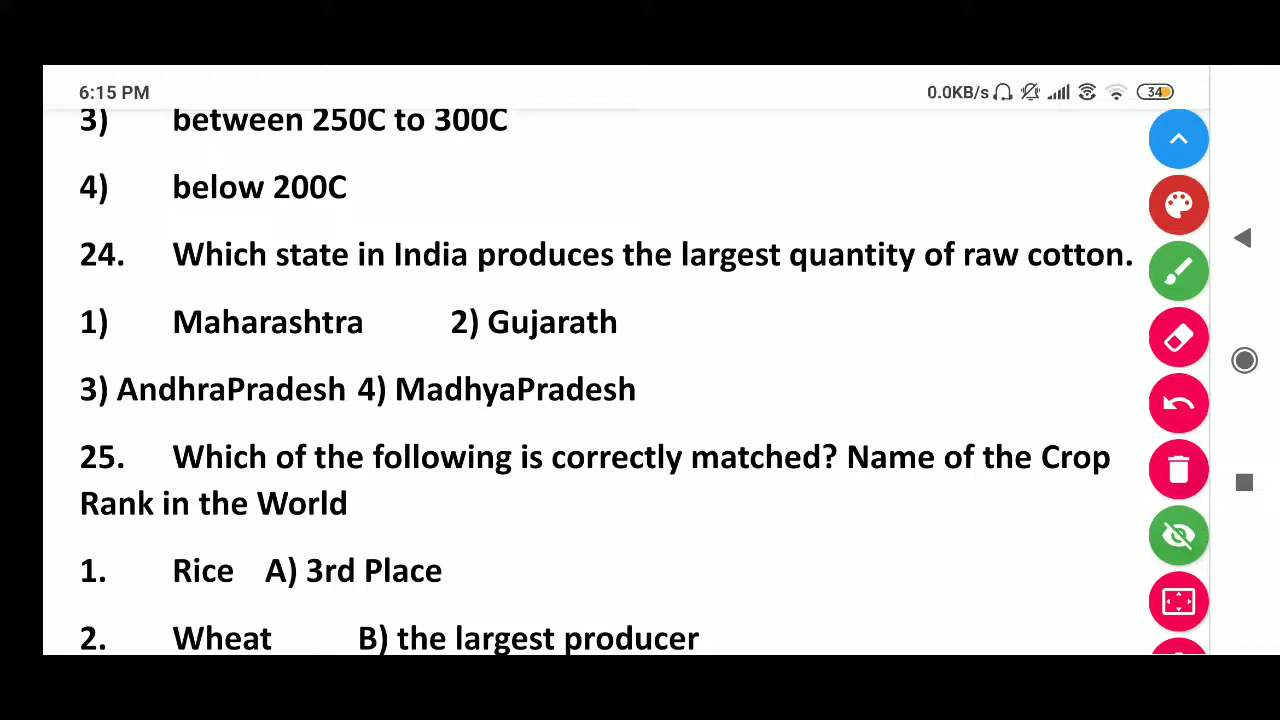 6:15 PM 0.0KB/s 34
3) between 250C to 300C
4) below 200C
24. Which state in India produces the largest quantity of raw cotton.
1) Maharashtra 2) Gujarath
3) AndhraPradesh 4) MadhyaPradesh
25. Which of the following is correctly matched? Name of the Crop
Rank in the World
1. Rice A) 3rd Place
2. Wheat B) the largest producer